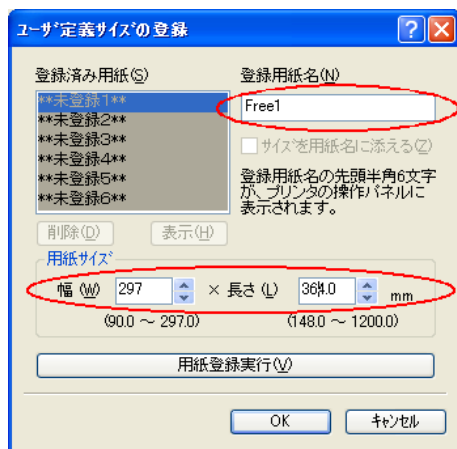 ユーザ定義サイズの登録
登録済み用紙(S)
**未登録1**
**未登録2**
**未登録3**
**未登録4**
**未登録5**
**未登録6**
削除(D)
表示(H)
登録用紙名(N)
Free1
サイズを用紙名に添える(Z)
登録用紙名の先頭半角6文字
が、プリンタの操作パネルに
表示されます。
用紙サイズ
幅 (W) 297 × 長さ (L) 364.0 mm
(90.0 ～ 297.0) (148.0 ～ 1200.0)
用紙登録実行(V)
OK キャンセル